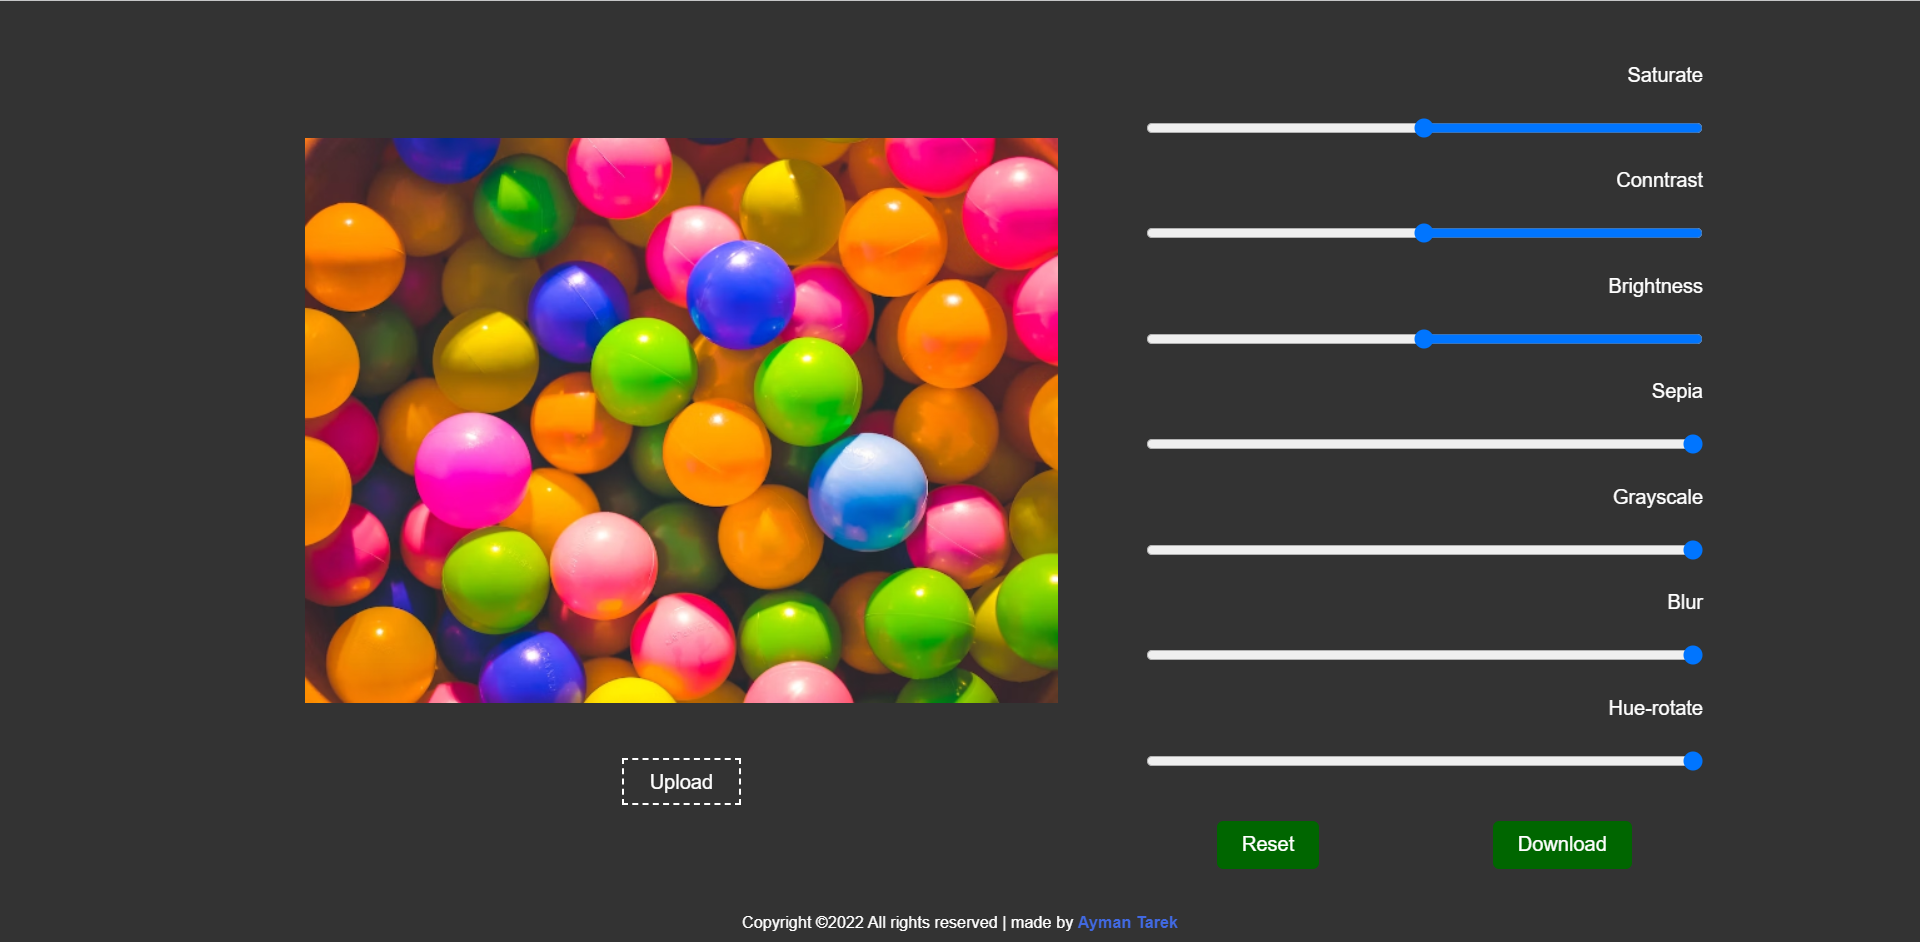 Saturate
Conntrast
Brightness
Sepia
Grayscale
Blur
Hue-rotate
Upload
Reset
Download
Copyright ©2022 All rights reserved | made by Ayman Tarek